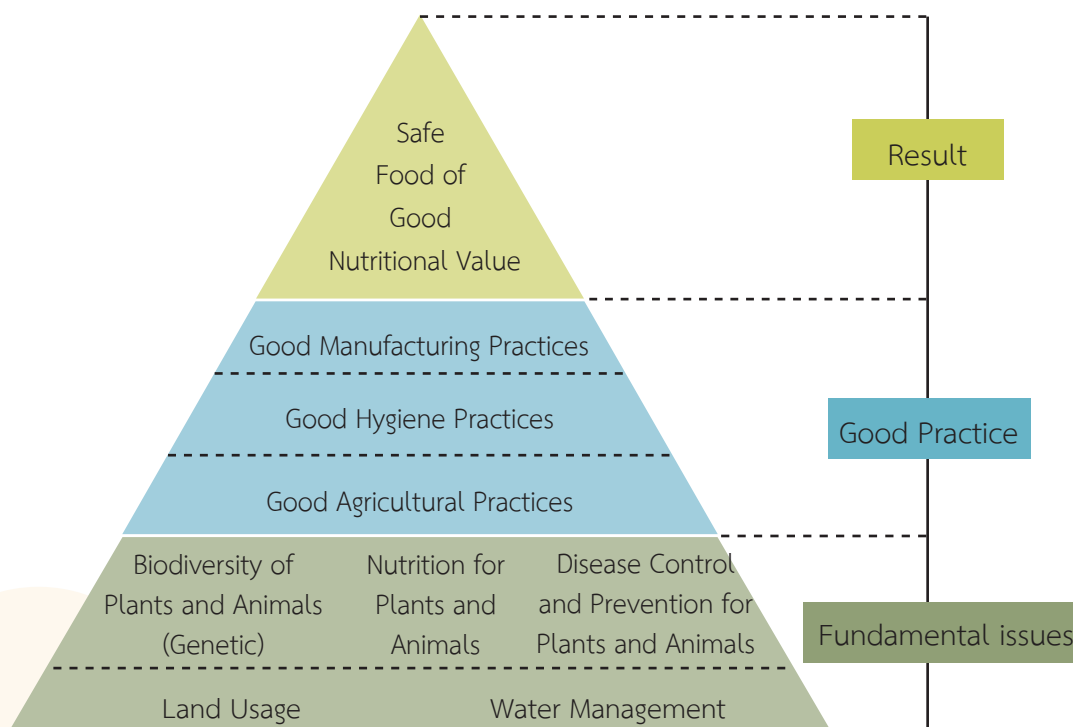 Safe
Food of
Good
Nutritional Value
Result
Good Manufacturing Practices
Good Hygiene Practices
Good Agricultural Practices
Good Practice
Biodiversity of
Plants and Animals
(Genetic)
Nutrition for
Plants and
Animals
Disease Control
and Prevention for
Plants and Animals
Fundamental issues
Land Usage
Water Management